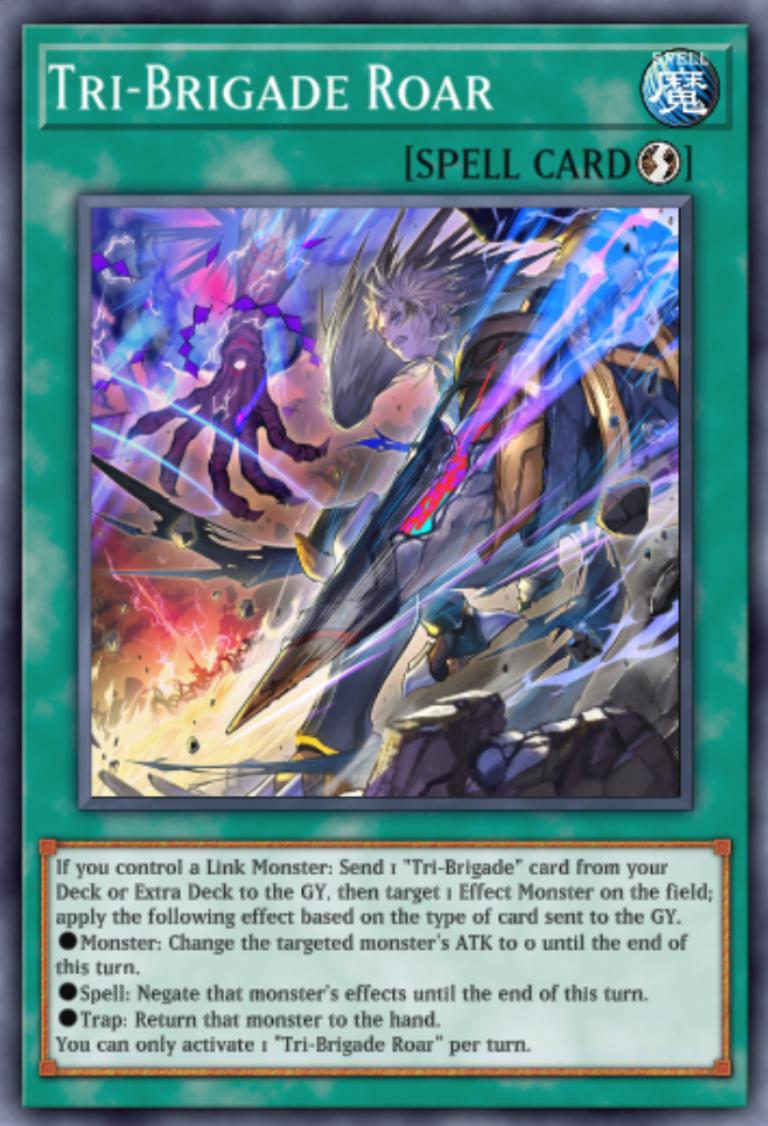 TRI-BRIGADE ROAR
SPELL
魔
[SPELL CARD]
If you control a Link Monster: Send 1 "Tri-Brigade" card from your
Deck or Extra Deck to the GY, then target 1 Effect Monster on the field;
apply the following effect based on the type of card sent to the GY.
●Monster: Change the targeted monster's ATK to 0 until the end of
this turn.
●Spell: Negate that monster's effects until the end of this turn.
●Trap: Return that monster to the hand.
You can only activate 1 "Tri-Brigade Roar" per turn.